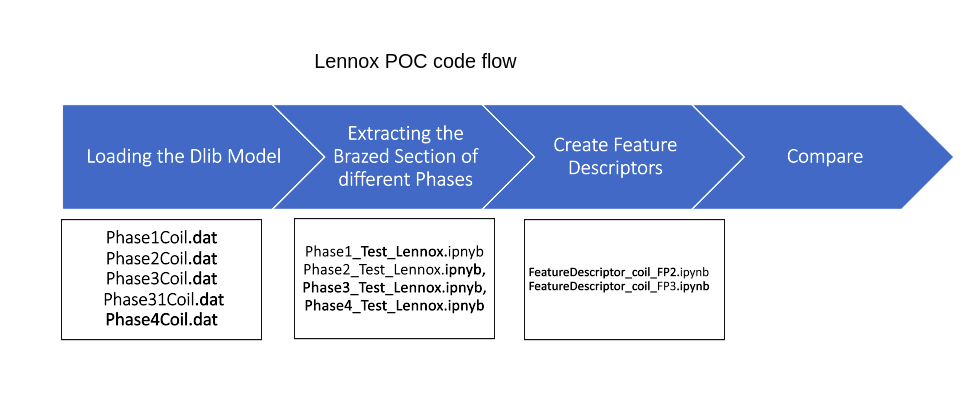 Lennox POC code flow
Loading the Dlib Model
Extracting the
Brazed Section of
different Phases
Create Feature
Descriptors
Compare
Phase1Coil.dat
Phase2Coil.dat
Phase3Coil.dat
Phase31Coil.dat
Phase4Coil.dat
Phase1_Test_Lennox.ipnyb
Phase2_Test_Lennox.ipnyb,
Phase3_Test_Lennox.ipnyb,
Phase4_Test_Lennox.ipnyb
FeatureDescriptor_coil_FP2.ipynb
FeatureDescriptor_coil_FP3.ipynb